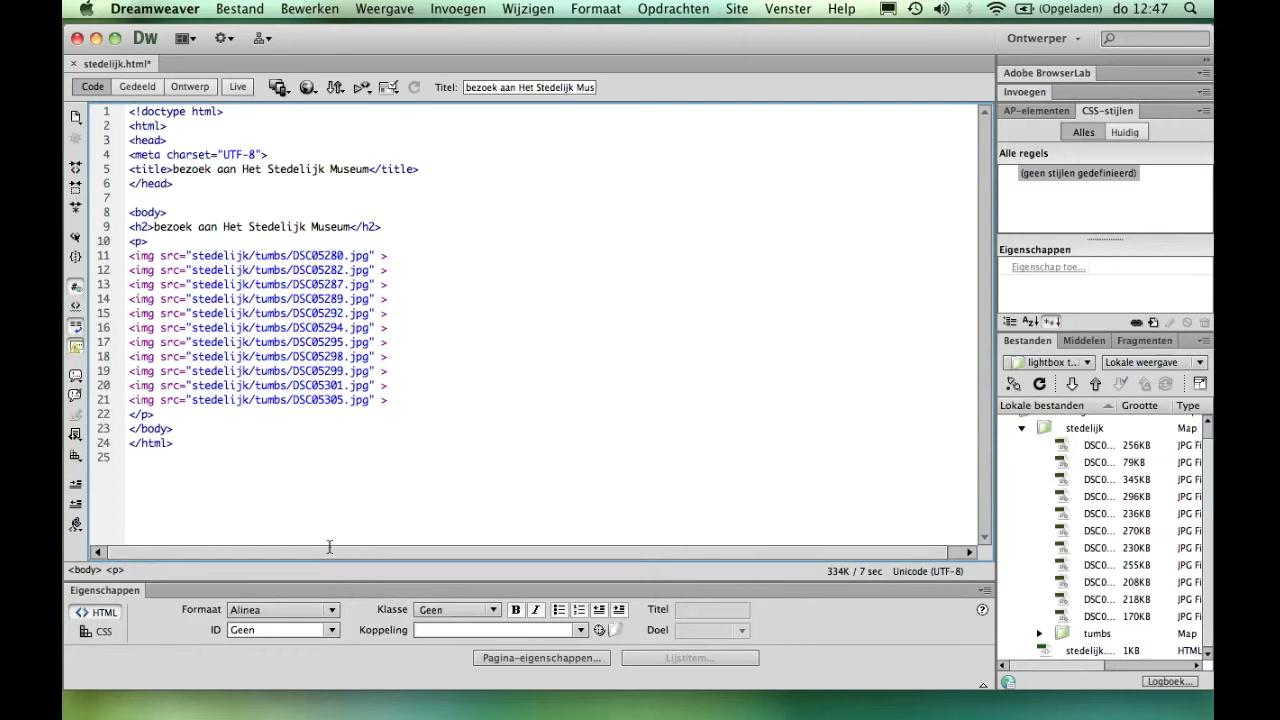 Dreamweaver Bestand Bewerken Weergave Invoegen Wijzigen Formaat Opdrachten Site Venster Help (Opgeladen) do 12:47
Dw Ontwerper
stedelijk.html*
Code Gedeeld Ontwerp Live Titel: bezoek aan Het Stedelijk Mus
1 <!doctype html>
2 <html>
3 <head>
4 <meta charset="UTF-8">
5 <title>bezoek aan Het Stedelijk Museum</title>
6 </head>
7
8 <body>
9 <h2>bezoek aan Het Stedelijk Museum</h2>
10 <p>
11 <img src="stedelijk/tumbs/DSC05280.jpg" >
12 <img src="stedelijk/tumbs/DSC05282.jpg" >
13 <img src="stedelijk/tumbs/DSC05287.jpg" >
14 <img src="stedelijk/tumbs/DSC05289.jpg" >
15 <img src="stedelijk/tumbs/DSC05292.jpg" >
16 <img src="stedelijk/tumbs/DSC05294.jpg" >
17 <img src="stedelijk/tumbs/DSC05295.jpg" >
18 <img src="stedelijk/tumbs/DSC05298.jpg" >
19 <img src="stedelijk/tumbs/DSC05299.jpg" >
20 <img src="stedelijk/tumbs/DSC05301.jpg" >
21 <img src="stedelijk/tumbs/DSC05305.jpg" >
22 </p>
23 </body>
24 </html>
25
<body> <p> 334K / 7 sec Unicode (UTF-8)
Eigenschappen
<> HTML Formaat Alinea Klasse Geen B I Titel
CSS ID Geen Koppeling Doel
Pagina-eigenschappen... Lijstitem...
Adobe BrowserLab
Invoegen
AP-elementen CSS-stijlen
Alles Huidig
Alle regels
(geen stijlen gedefinieerd)
Eigenschappen
Eigenschap toe...
Bestanden Middelen Fragmenten
lightbox t... Lokale weergave
Lokale bestanden Grootte Type
stedelijk Map
DSC0... 256KB JPG Fi
DSC0... 79KB JPG Fi
DSC0... 345KB JPG Fi
DSC0... 296KB JPG Fi
DSC0... 236KB JPG Fi
DSC0... 270KB JPG Fi
DSC0... 230KB JPG Fi
DSC0... 255KB JPG Fi
DSC0... 208KB JPG Fi
DSC0... 218KB JPG Fi
DSC0... 170KB JPG Fi
tumbs Map
stedelijk.... 1KB HTML
Logboek...